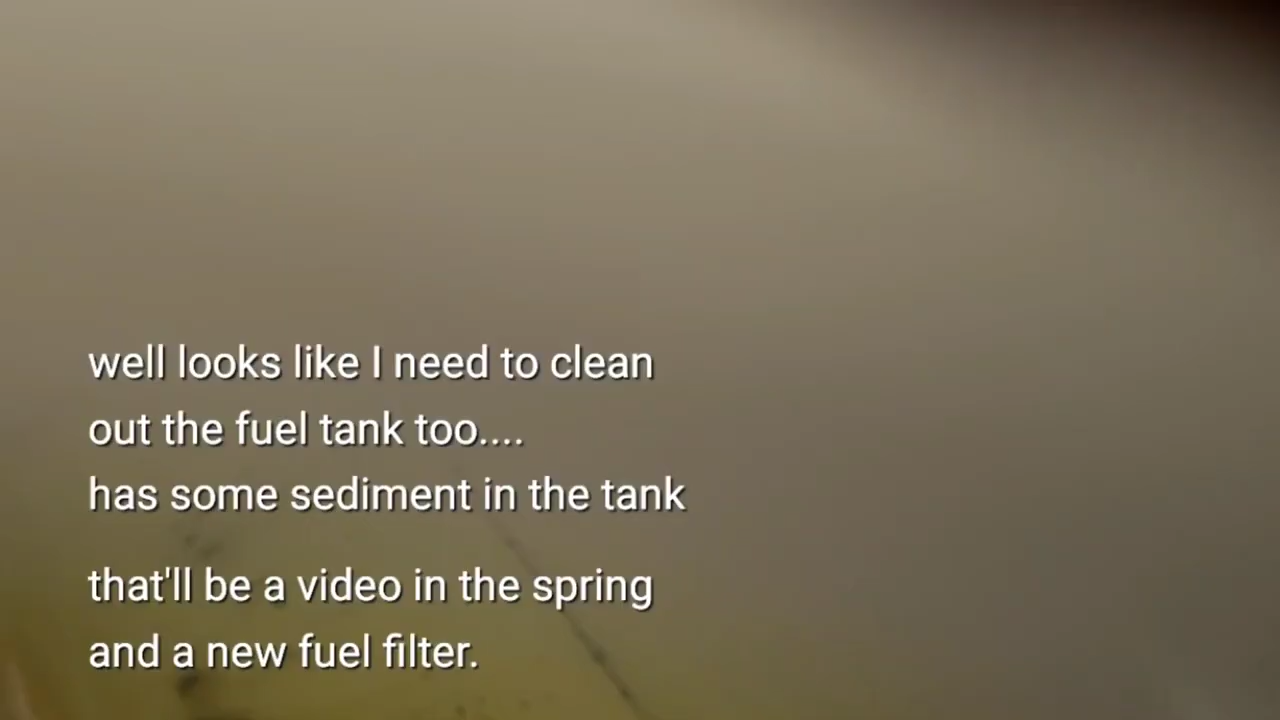 well looks like I need to clean
out the fuel tank too....
has some sediment in the tank
that'll be a video in the spring
and a new fuel filter.